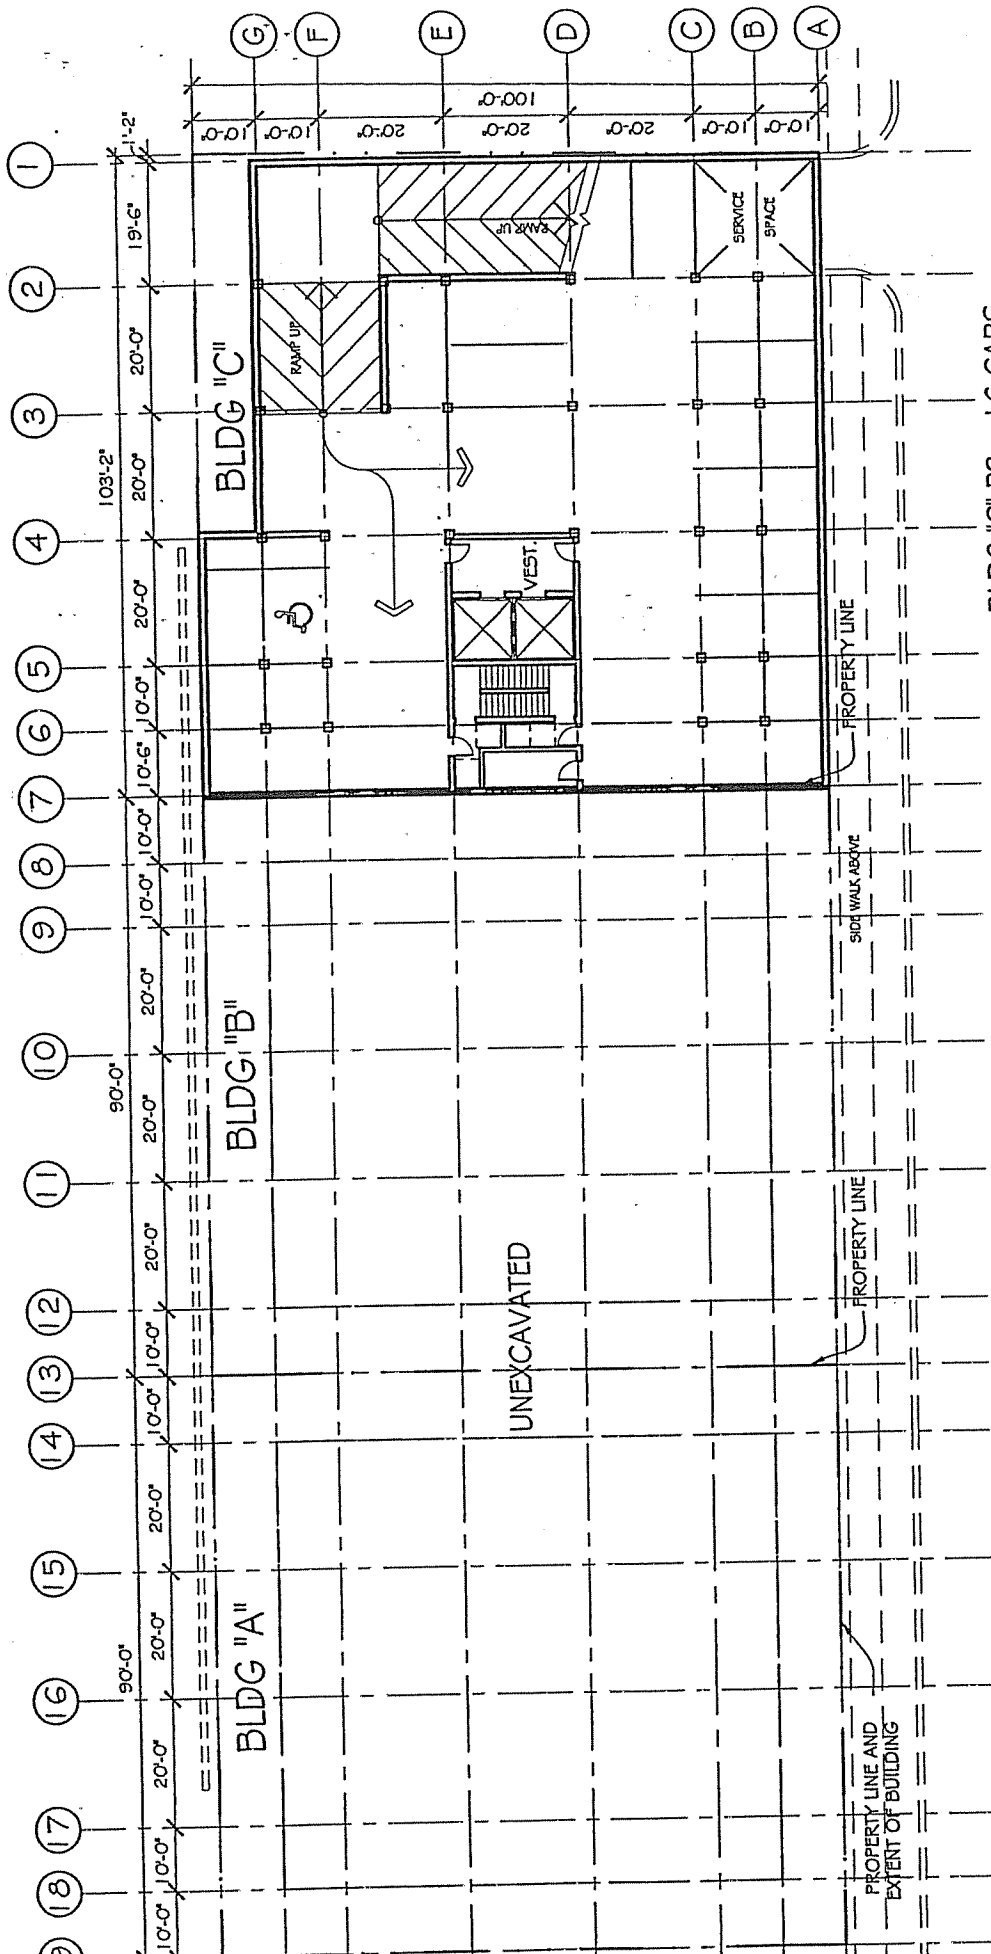 G
F
E
D
C
B
A
100'-0"
10'-0"
10'-0"
20'-0"
20'-0"
20'-0"
10'-0"
10'-0"
1'-2"
1
19'-6"
2
20'-0"
3
103'-2"
20'-0"
4
20'-0"
5
10'-0"
6
10'-6"
7
10'-0"
8
10'-0"
9
20'-0"
10
90'-0"
20'-0"
11
20'-0"
12
10'-0"
13
10'-0"
14
20'-0"
15
20'-0"
90'-0"
16
20'-0"
17
10'-0"
18
10'-0"
BLDG "C"
RAMP UP
RAMP UP
SERVICE
SPACE
VEST.
PROPERTY LINE
SIDE WALK ABOVE
BLDG "B"
UNEXCAVATED
PROPERTY LINE
BLDG "A"
PROPERTY LINE AND
EXTENT OF BUILDING